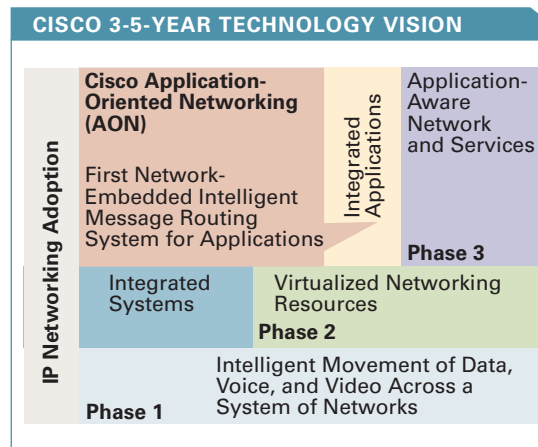 CISCO 3-5-YEAR TECHNOLOGY VISION
IP Networking Adoption
Cisco Application-
Oriented Networking
(AON)
First Network-
Embedded Intelligent
Message Routing
System for Applications
Integrated
Applications
Application-
Aware
Network
and Services
Phase 3
Integrated
Systems
Virtualized Networking
Resources
Phase 2
Intelligent Movement of Data,
Voice, and Video Across a
System of Networks
Phase 1